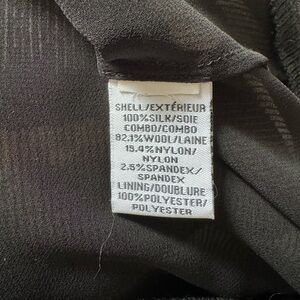 SHELL/EXTÉRIEUR
100%SILK/SOIE
COMBO/COMBO
82.1%WOOL/LAINE
15.4%NYLON/
NYLON
2.5%SPANDEX/
SPANDEX
LINING/DOUBLURE
100%POLYESTER/
POLYESTER